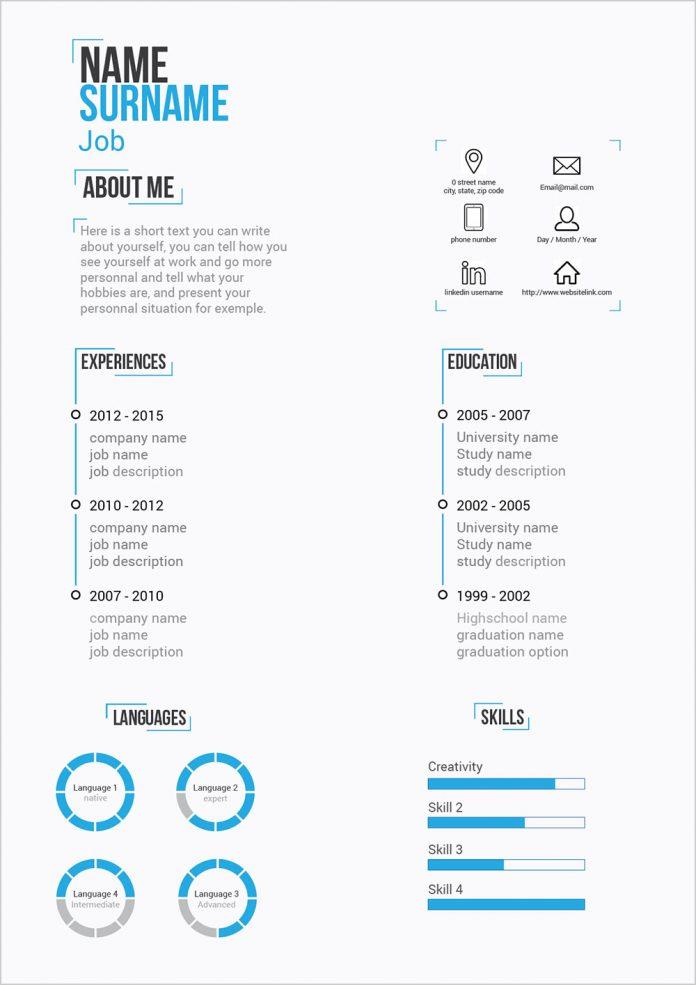 NAME
SURNAME
Job
ABOUT ME
Here is a short text you can write
about yourself, you can tell how you
see yourself at work and go more
personnal and tell what your
hobbies are, and present your
personnal situation for exemple.
0 street name
city, state, zip code
Email@mail.com
phone number
Day / Month / Year
in
linkedin username
http://www.websitelink.com
EXPERIENCES
2012 - 2015
company name
job name
job description
2010 - 2012
company name
job name
job description
2007 - 2010
company name
job name
job description
EDUCATION
2005 - 2007
University name
Study name
study description
2002 - 2005
University name
Study name
study description
1999 - 2002
Highschool name
graduation name
graduation option
LANGUAGES
Language 1
native
Language 2
expert
Language 4
Intermediate
Language 3
Advanced
SKILLS
Creativity
Skill 2
Skill 3
Skill 4